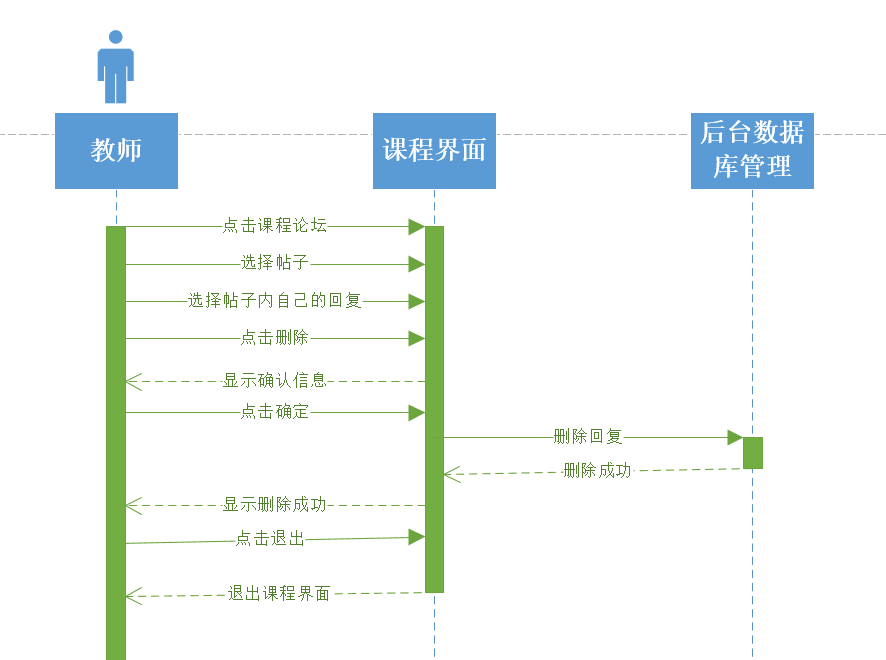 教师
课程界面
后台数据
库管理
点击课程论坛
选择帖子
选择帖子内自己的回复
点击删除
显示确认信息
点击确定
删除回复
删除成功
显示删除成功
点击退出
退出课程界面